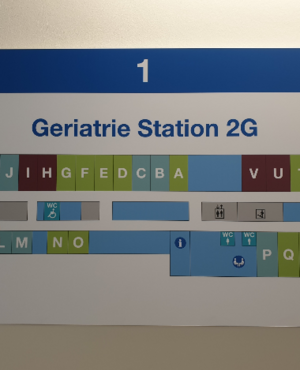 1
Geriatrie Station 2G
J I H G F E D C B A V U
WC
L M N O WC WC
P Q